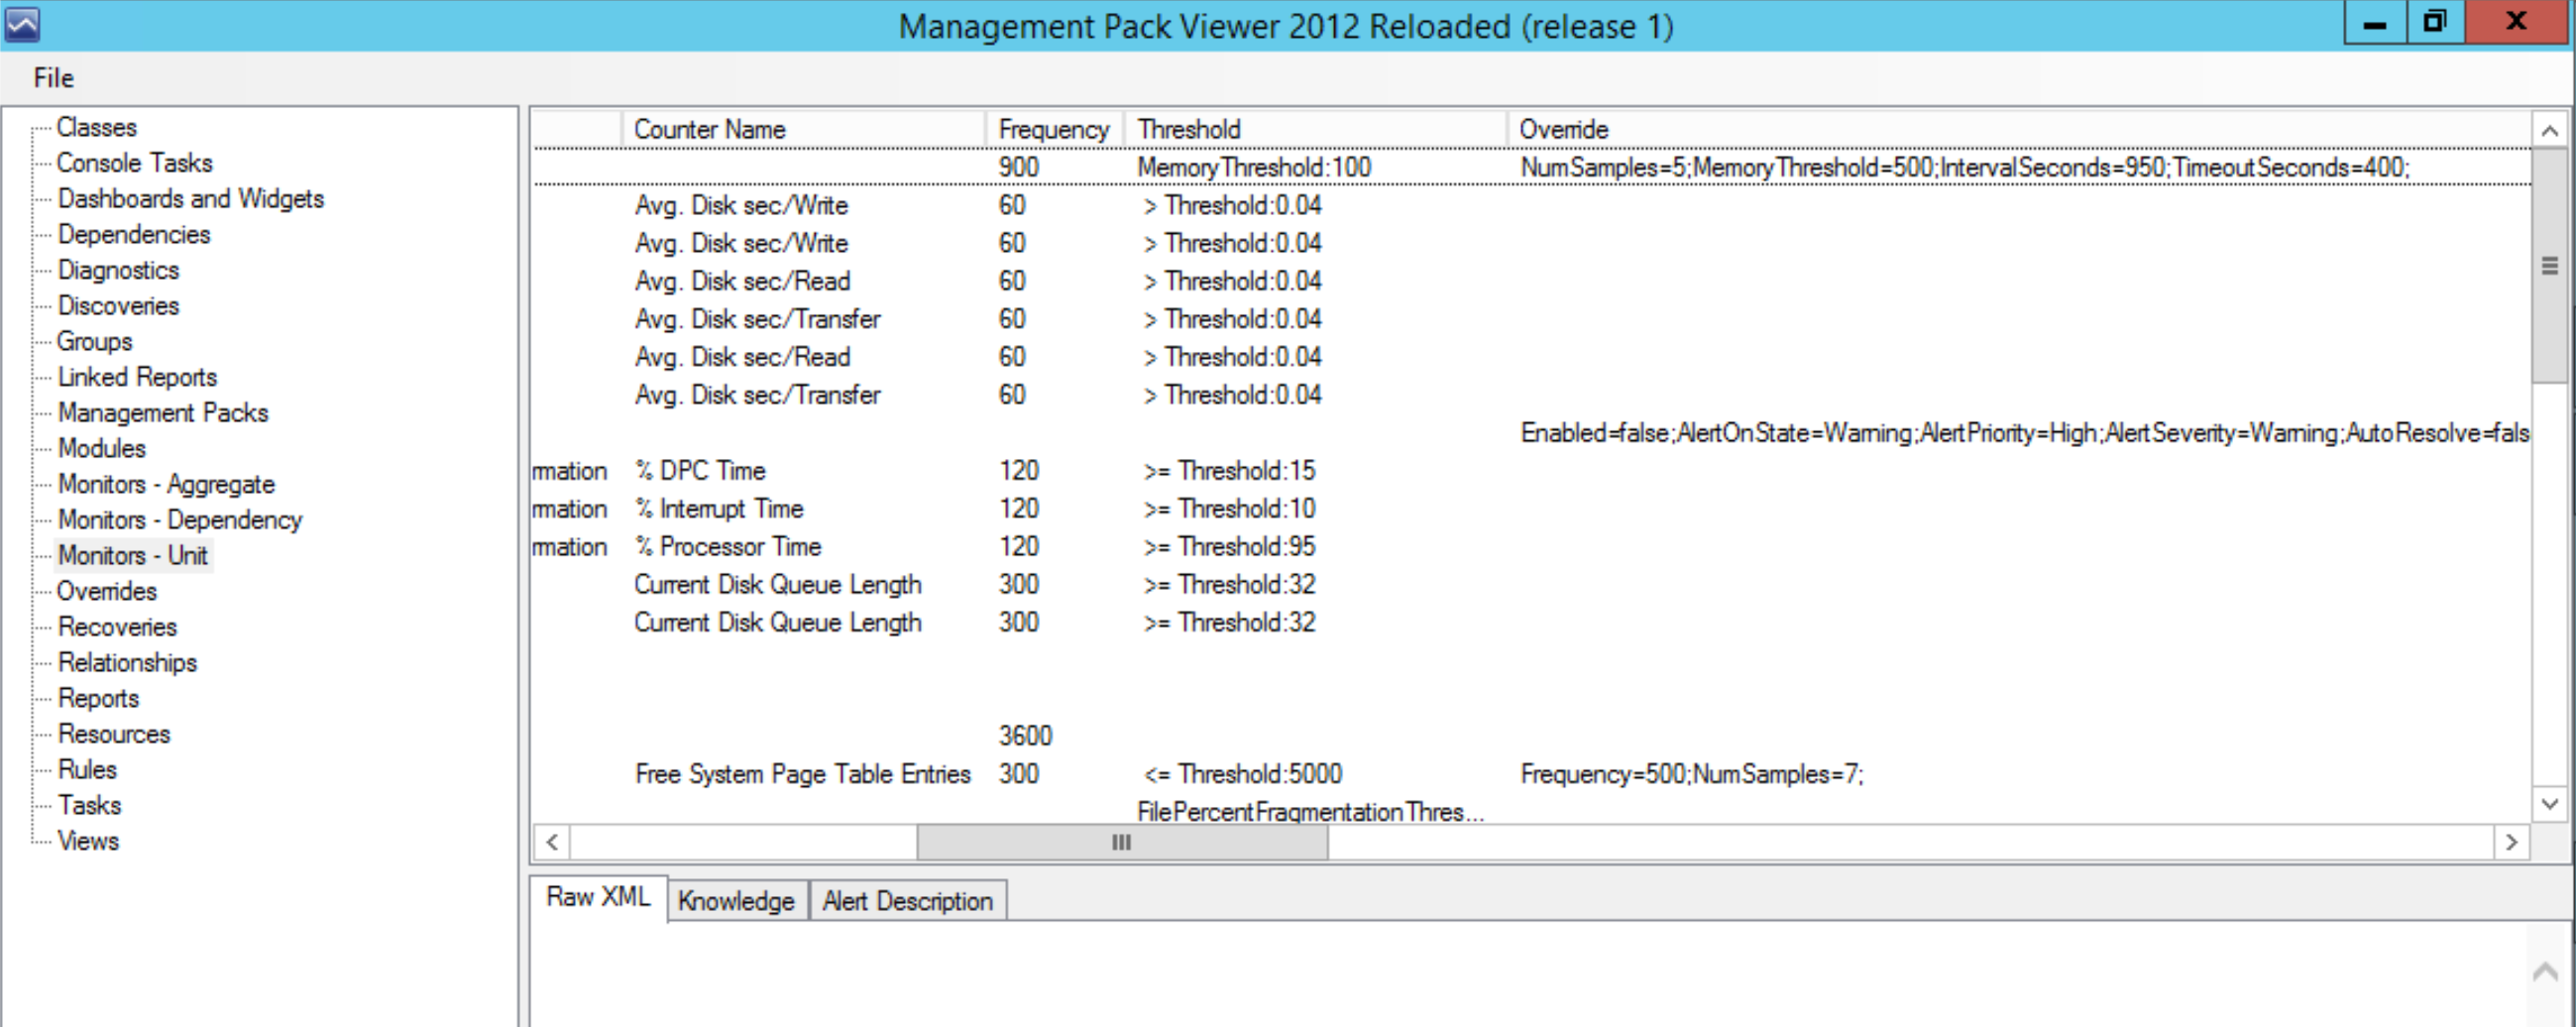 Management Pack Viewer 2012 Reloaded (release 1)
File
Classes
Console Tasks
Dashboards and Widgets
Dependencies
Diagnostics
Discoveries
Groups
Linked Reports
Management Packs
Modules
Monitors - Aggregate
Monitors - Dependency
Monitors - Unit
Overrides
Recoveries
Relationships
Reports
Resources
Rules
Tasks
Views
Counter Name Frequency Threshold Override
900 MemoryThreshold:100 NumSamples=5;MemoryThreshold=500;IntervalSeconds=950;TimeoutSeconds=400;
Avg. Disk sec/Write 60 > Threshold:0.04
Avg. Disk sec/Write 60 > Threshold:0.04
Avg. Disk sec/Read 60 > Threshold:0.04
Avg. Disk sec/Transfer 60 > Threshold:0.04
Avg. Disk sec/Read 60 > Threshold:0.04
Avg. Disk sec/Transfer 60 > Threshold:0.04
Enabled=false;AlertOnState=Warning;AlertPriority=High;AlertSeverity=Warning;AutoResolve=fals
rmation % DPC Time 120 >= Threshold:15
rmation % Interrupt Time 120 >= Threshold:10
rmation % Processor Time 120 >= Threshold:95
Current Disk Queue Length 300 >= Threshold:32
Current Disk Queue Length 300 >= Threshold:32
3600
Free System Page Table Entries 300 <= Threshold:5000 Frequency=500;NumSamples=7;
FilePercentFragmentationThres...
Raw XML Knowledge Alert Description